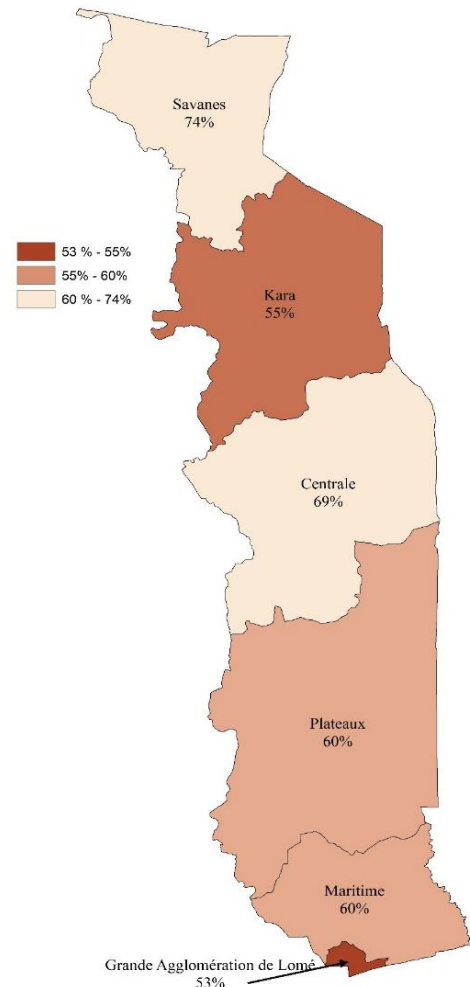 Savanes
74%
53 % - 55%
55% - 60%
60 % - 74%
Kara
55%
Centrale
69%
Plateaux
60%
Maritime
60%
Grande Agglomération de Lomé
53%